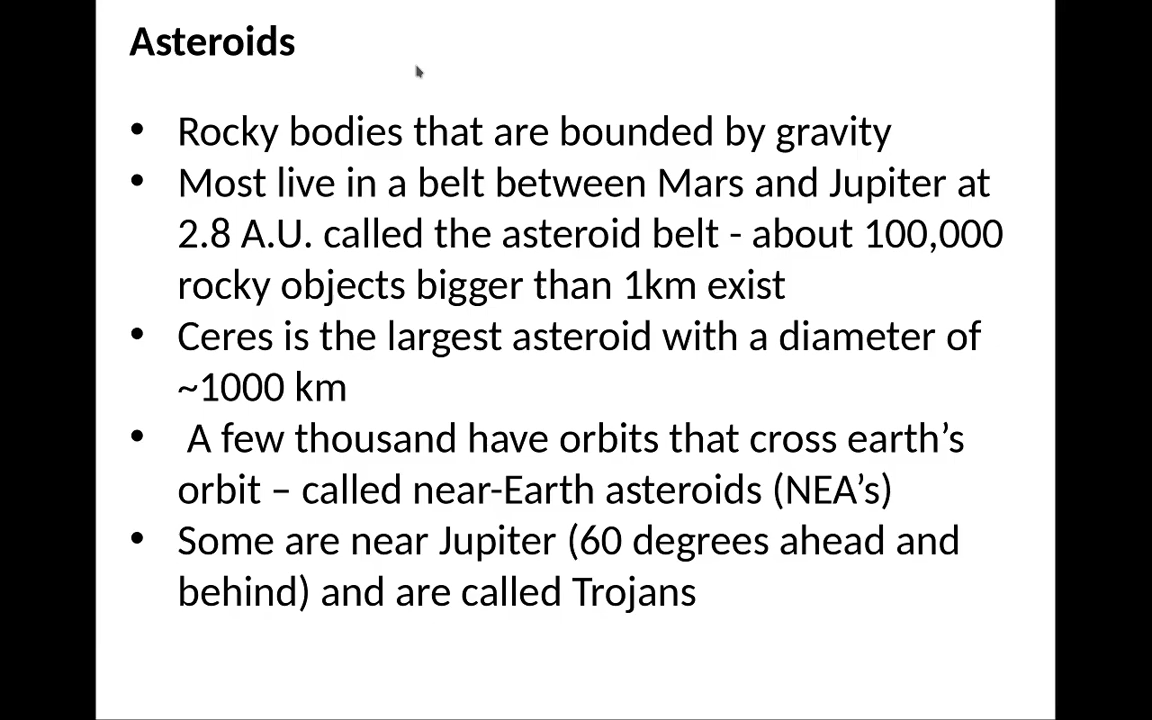 Asteroids
• Rocky bodies that are bounded by gravity
• Most live in a belt between Mars and Jupiter at
2.8 A.U. called the asteroid belt - about 100,000
rocky objects bigger than 1km exist
• Ceres is the largest asteroid with a diameter of
~1000 km
• A few thousand have orbits that cross earth’s
orbit – called near-Earth asteroids (NEA’s)
• Some are near Jupiter (60 degrees ahead and
behind) and are called Trojans